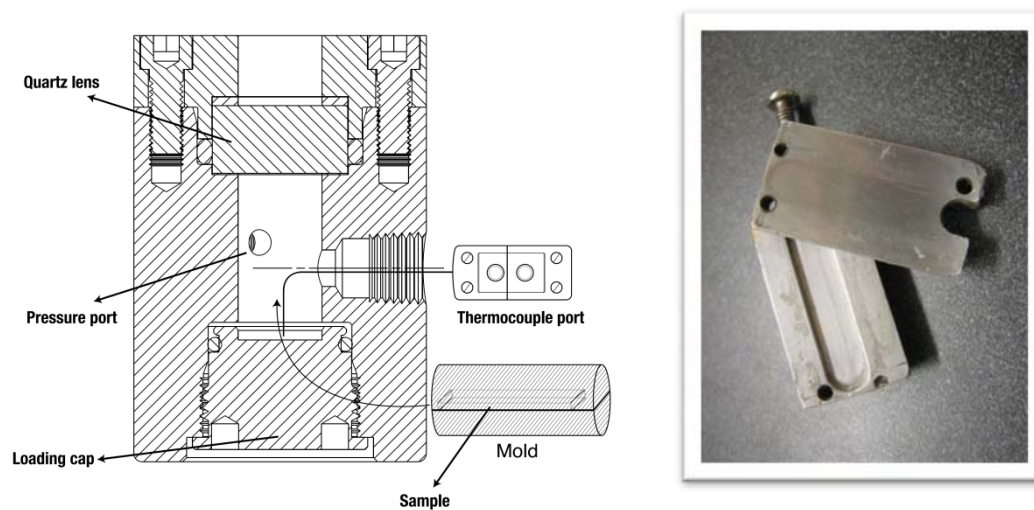 Quartz lens
Pressure port
Thermocouple port
Loading cap
Mold
Sample